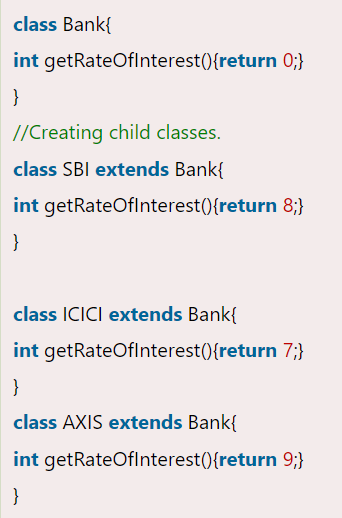 class Bank{
int getRateOfInterest(){return 0;}
}
//Creating child classes.
class SBI extends Bank{
int getRateOfInterest(){return 8;}
}
class ICICI extends Bank{
int getRateOfInterest(){return 7;}
}
class AXIS extends Bank{
int getRateOfInterest(){return 9;}
}